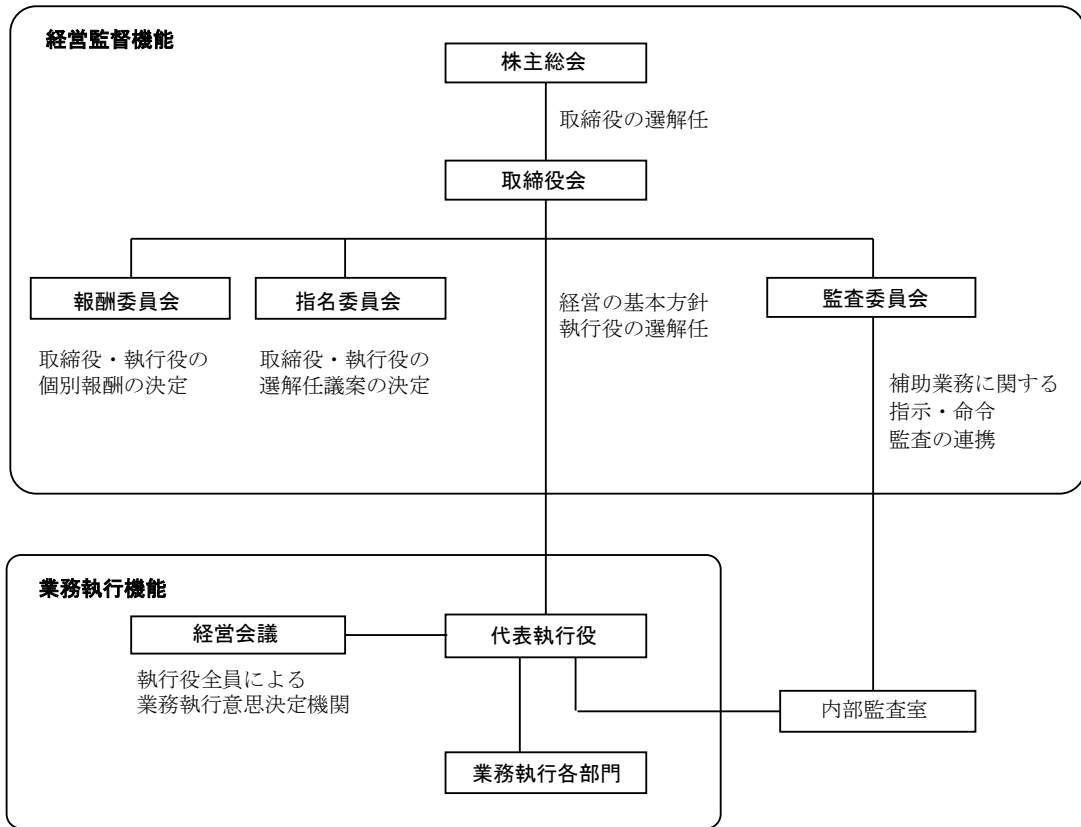 経営監督機能
株主総会
取締役の選解任
取締役会
報酬委員会
指名委員会
経営の基本方針
執行役の選解任
監査委員会
取締役・執行役の
個別報酬の決定
取締役・執行役の
選解任議案の決定
補助業務に関する
指示・命令
監査の連携
業務執行機能
経営会議
代表執行役
執行役全員による
業務執行意思決定機関
内部監査室
業務執行各部門